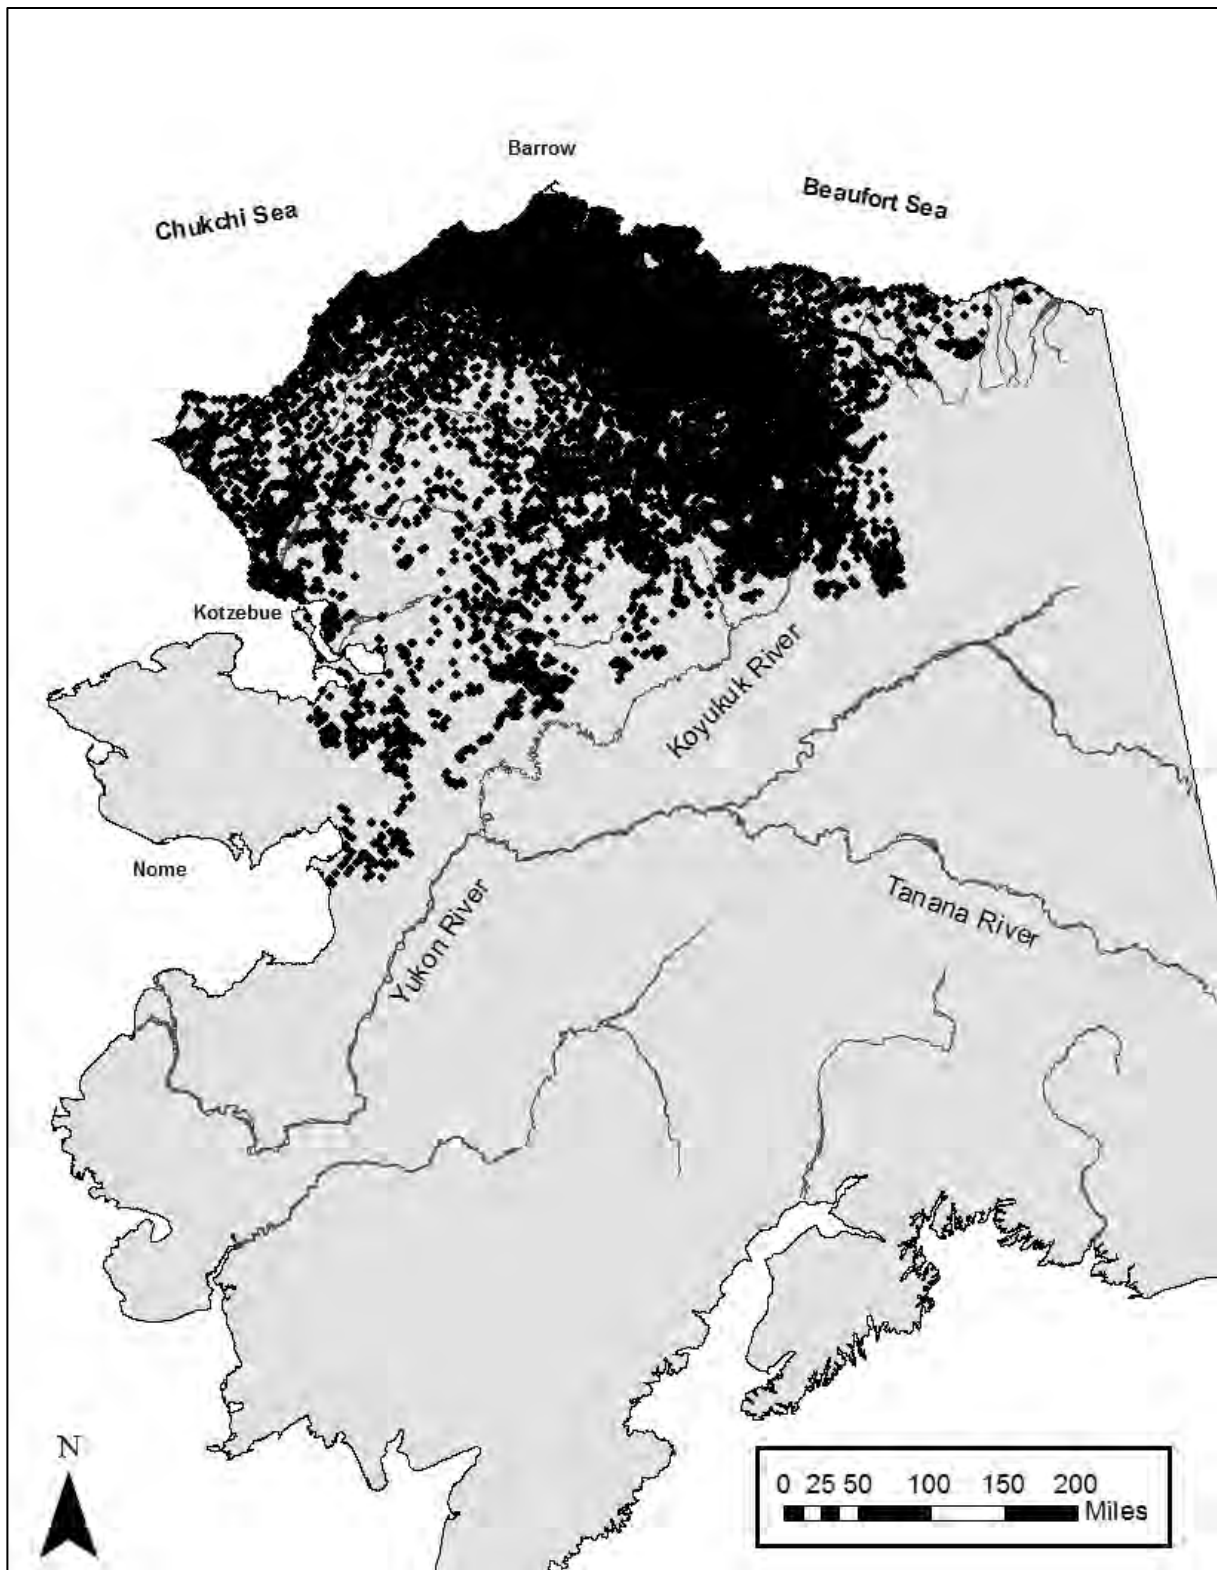 Barrow
Beaufort Sea
Chukchi Sea
Kotzebue
Koyukuk River
Nome
Tanana River
Yukon River
N
0 25 50 100 150 200
Miles